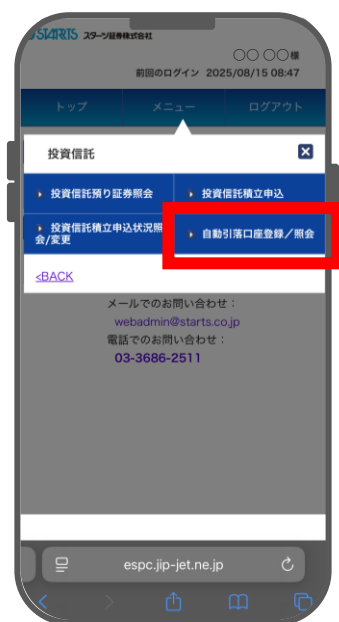 STARTS スターツ証券株式会社
○○ ○○様
前回のログイン 2025/08/15 08:47
トップ メニュー ログアウト
投資信託
投資信託預り証券照会 投資信託積立申込
投資信託積立申込状況照
会/変更
自動引落口座登録／照会
<BACK
メールでのお問い合わせ：
webadmin@starts.co.jp
電話でのお問い合わせ：
03-3686-2511
espc.jip-jet.ne.jp